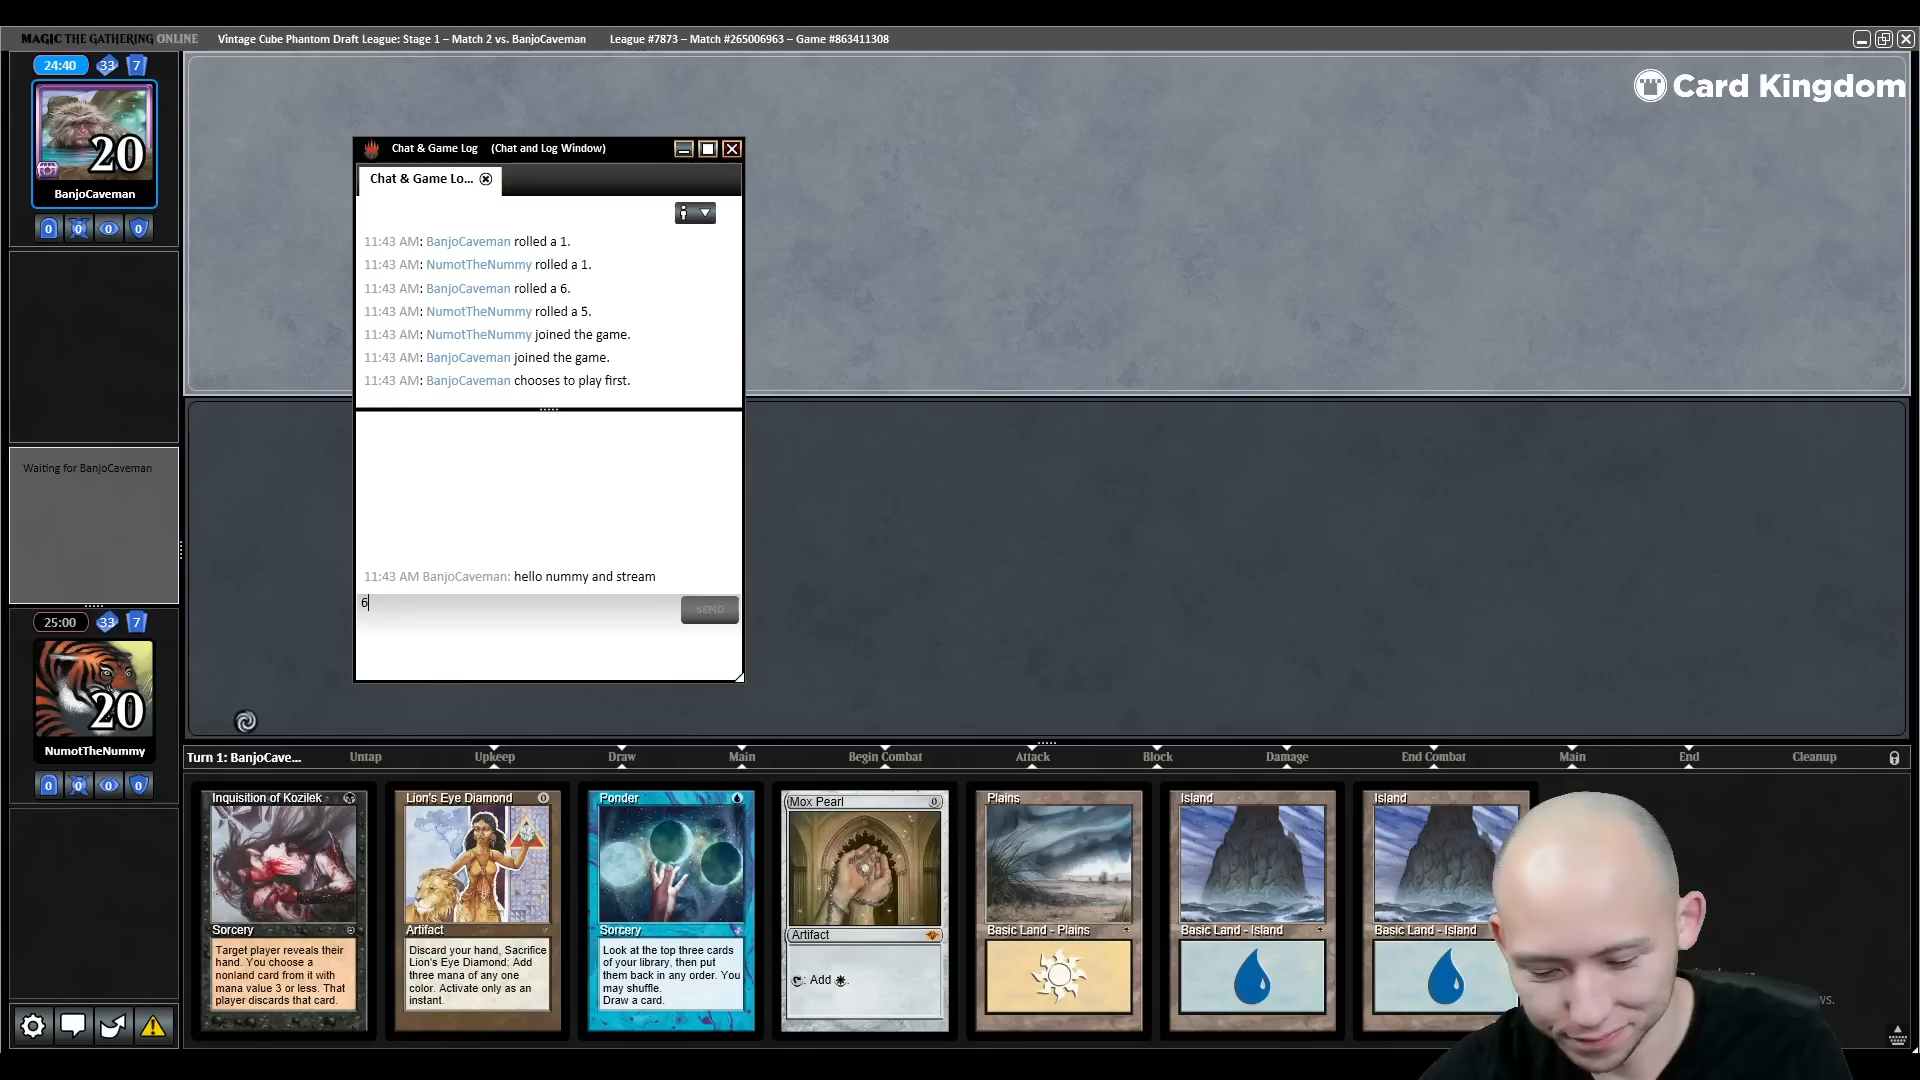 MAGIC THE GATHERING ONLINE
Vintage Cube Phantom Draft League: Stage 1 – Match 2 vs. BanjoCaveman
League #7873 – Match #265006963 – Game #863411308
24:40
33
7
20
BanjoCaveman
0
0
0
0
Card Kingdom
Chat & Game Log (Chat and Log Window)
Chat & Game Lo...
11:43 AM: BanjoCaveman rolled a 1.
11:43 AM: NumotTheNummy rolled a 1.
11:43 AM: BanjoCaveman rolled a 6.
11:43 AM: NumotTheNummy rolled a 5.
11:43 AM: NumotTheNummy joined the game.
11:43 AM: BanjoCaveman joined the game.
11:43 AM: BanjoCaveman chooses to play first.
11:43 AM BanjoCaveman: hello nummy and stream
6
SEND
Waiting for BanjoCaveman
25:00
33
7
20
NumotTheNummy
0
0
0
0
Turn 1: BanjoCave...
Untap
Upkeep
Draw
Main
Begin Combat
Attack
Block
Damage
End Combat
Main
End
Cleanup
Inquisition of Kozilek
Sorcery
Target player reveals their
hand. You choose a
nonland card from it with
mana value 3 or less. That
player discards that card.
Lion's Eye Diamond
0
Artifact
Discard your hand, Sacrifice
Lion's Eye Diamond: Add
three mana of any one
color. Activate only as an
instant.
Ponder
Sorcery
Look at the top three cards
of your library, then put
them back in any order. You
may shuffle.
Draw a card.
Mox Pearl
0
Artifact
: Add .
Plains
Basic Land - Plains
Island
Basic Land - Island
Island
Basic Land - Island
vs.